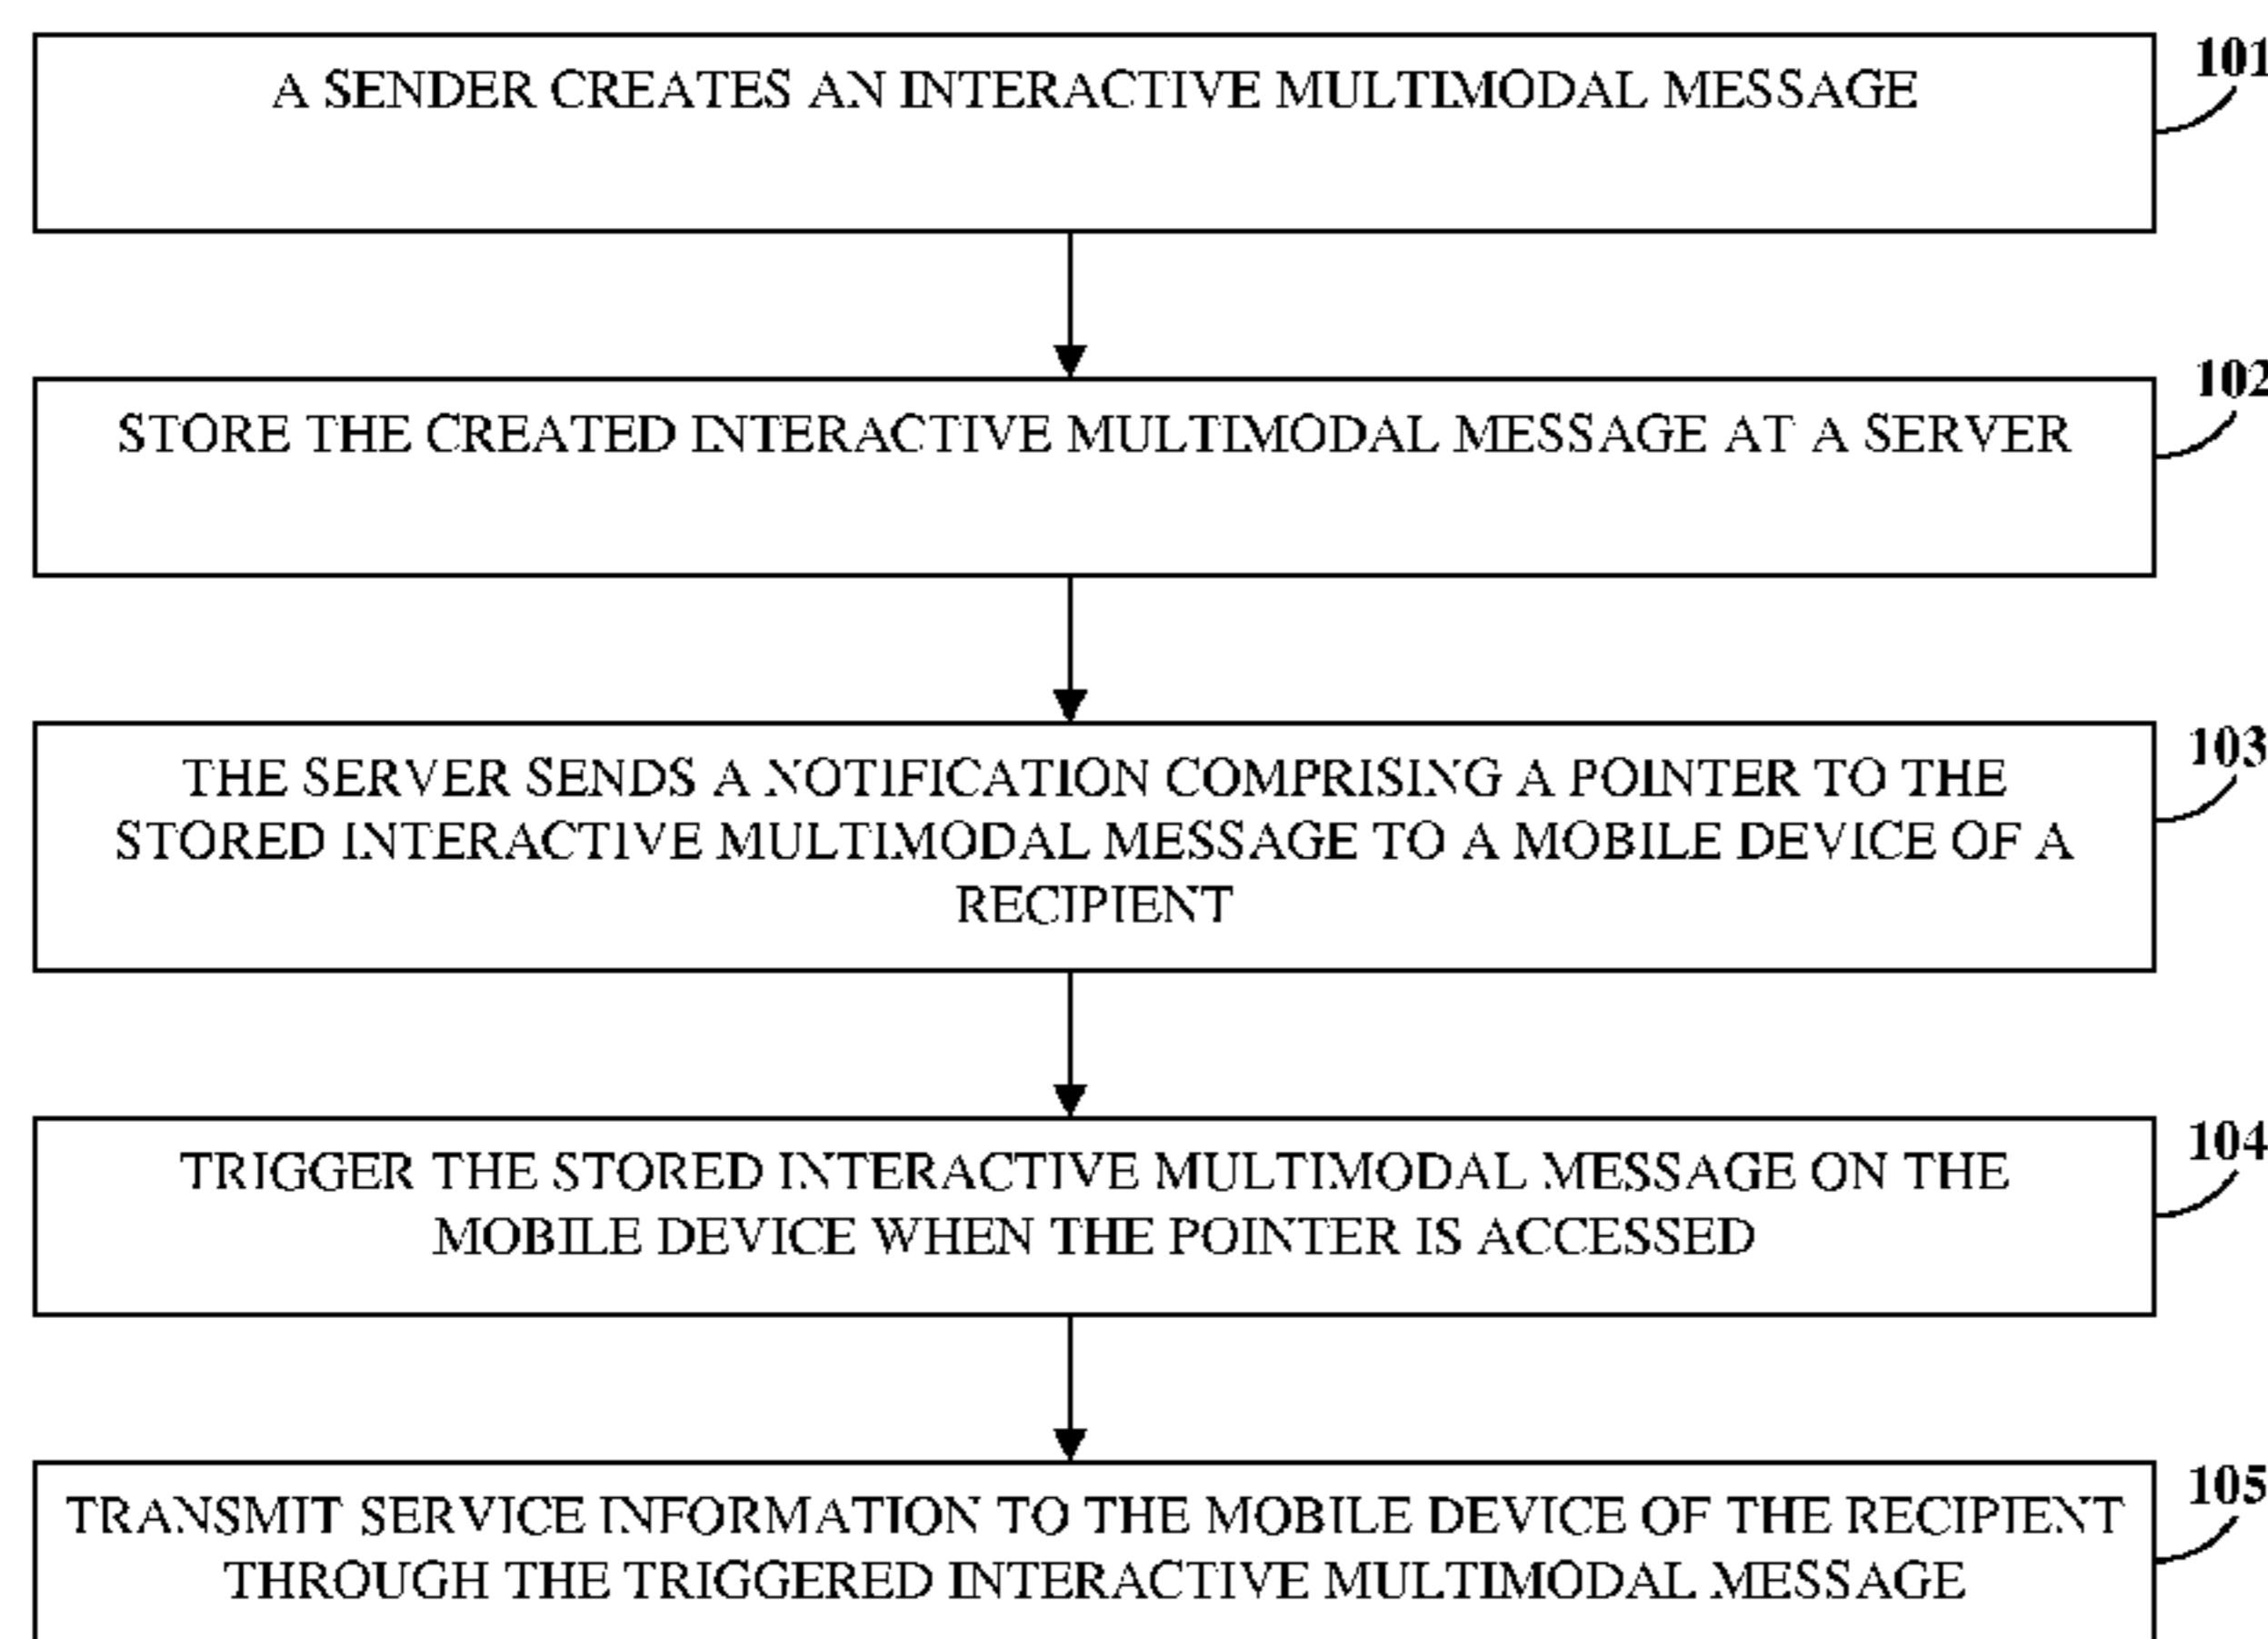 101
A SENDER CREATES AN INTERACTIVE MULTIMODAL MESSAGE
102
STORE THE CREATED INTERACTIVE MULTIMODAL MESSAGE AT A SERVER
103
THE SERVER SENDS A NOTIFICATION COMPRISING A POINTER TO THE
STORED INTERACTIVE MULTIMODAL MESSAGE TO A MOBILE DEVICE OF A
RECIPIENT
104
TRIGGER THE STORED INTERACTIVE MULTIMODAL MESSAGE ON THE
MOBILE DEVICE WHEN THE POINTER IS ACCESSED
105
TRANSMIT SERVICE INFORMATION TO THE MOBILE DEVICE OF THE RECIPIENT
THROUGH THE TRIGGERED INTERACTIVE MULTIMODAL MESSAGE